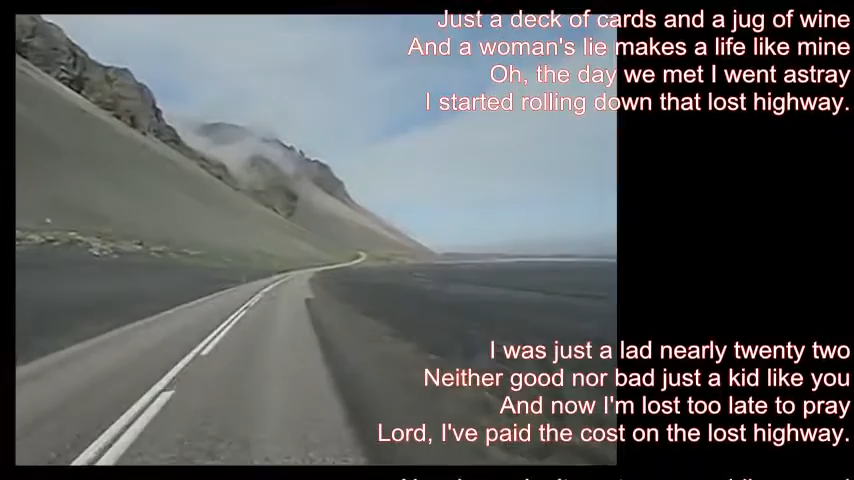 Just a deck of cards and a jug of wine
And a woman's lie makes a life like mine
Oh, the day we met I went astray
I started rolling down that lost highway.
I was just a lad nearly twenty two
Neither good nor bad just a kid like you
And now I'm lost too late to pray
Lord, I've paid the cost on the lost highway.